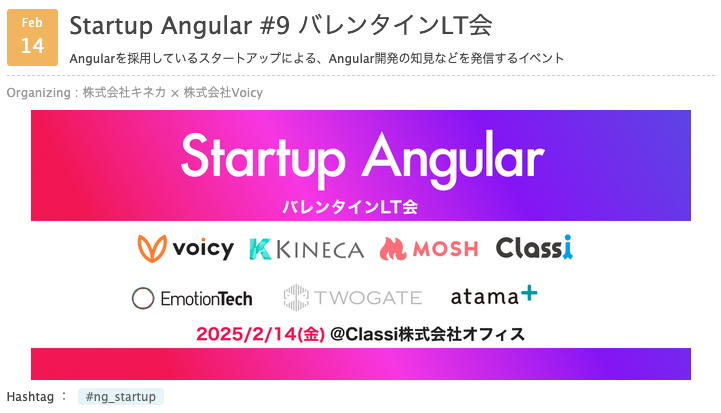 Feb
14
Startup Angular #9 バレンタインLT会
Angularを採用しているスタートアップによる、Angular開発の知見などを発信するイベント
Organizing : 株式会社キネカ × 株式会社Voicy
Startup Angular
バレンタインLT会
voicy KINECA MOSH Classi
EmotionTech TWOGATE atama+
2025/2/14(金) @Classi株式会社オフィス
Hashtag : #ng_startup